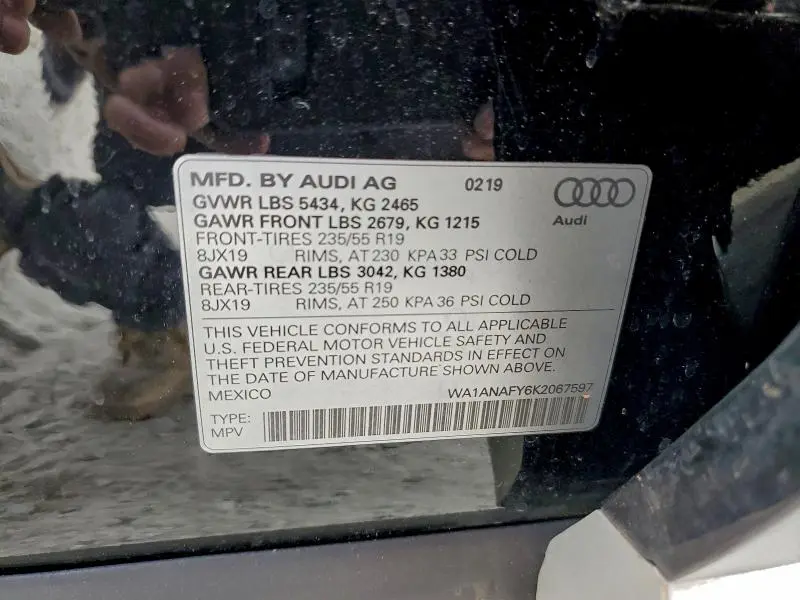 MFD. BY AUDI AG 0219
GVWR LBS 5434, KG 2465
GAWR FRONT LBS 2679, KG 1215
Audi
FRONT-TIRES 235/55 R19
8JX19 RIMS, AT 230 KPA 33 PSI COLD
GAWR REAR LBS 3042, KG 1380
REAR-TIRES 235/55 R19
8JX19 RIMS, AT 250 KPA 36 PSI COLD
THIS VEHICLE CONFORMS TO ALL APPLICABLE
U.S. FEDERAL MOTOR VEHICLE SAFETY AND
THEFT PREVENTION STANDARDS IN EFFECT ON
THE DATE OF MANUFACTURE SHOWN ABOVE.
MEXICO WA1ANAFY6K2067597
TYPE:
MPV